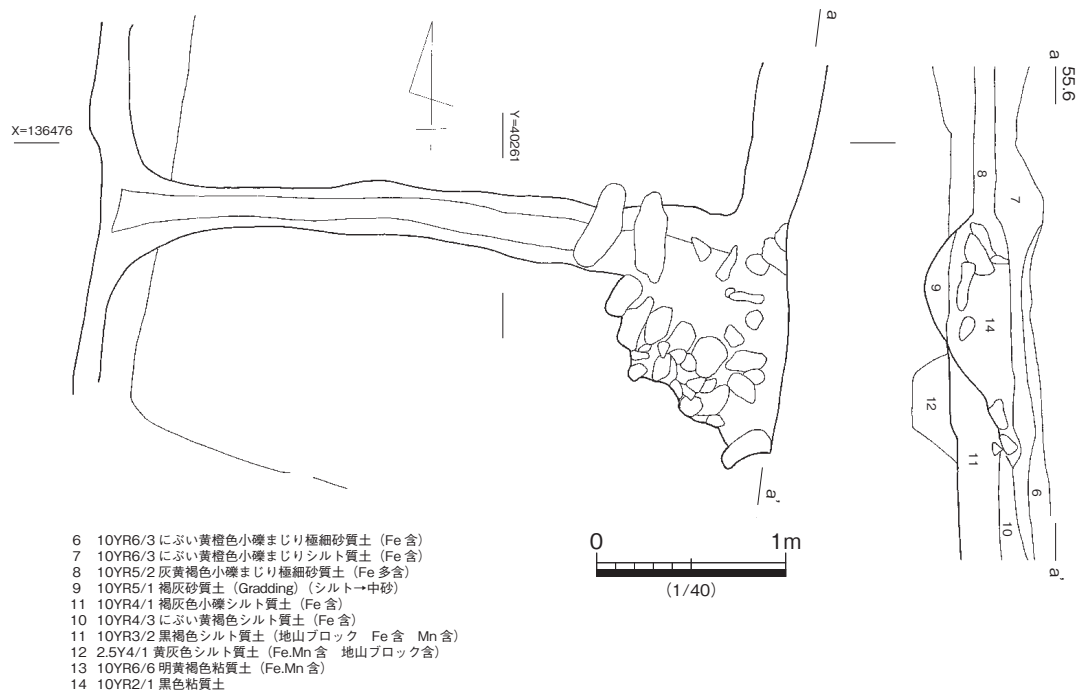 a
a
55.6
X=136476
Y=40261
8
7
9
14
12
11
6
10
a'
a'
0 1m
(1/40)
6 10YR6/3 にぶい黄橙色小礫まじり極細砂質土（Fe 含）
7 10YR6/3 にぶい黄橙色小礫まじりシルト質土（Fe 含）
8 10YR5/2 灰黄褐色小礫まじり極細砂質土（Fe 多含）
9 10YR5/1 褐灰砂質土（Gradding）（シルト→中砂）
11 10YR4/1 褐灰色小礫シルト質土（Fe 含）
10 10YR4/3 にぶい黄褐色シルト質土（Fe 含）
11 10YR3/2 黒褐色シルト質土（地山ブロック　Fe 含　Mn 含）
12 2.5Y4/1 黄灰色シルト質土（Fe.Mn 含　地山ブロック含）
13 10YR6/6 明黄褐色粘質土（Fe.Mn 含）
14 10YR2/1 黒色粘質土